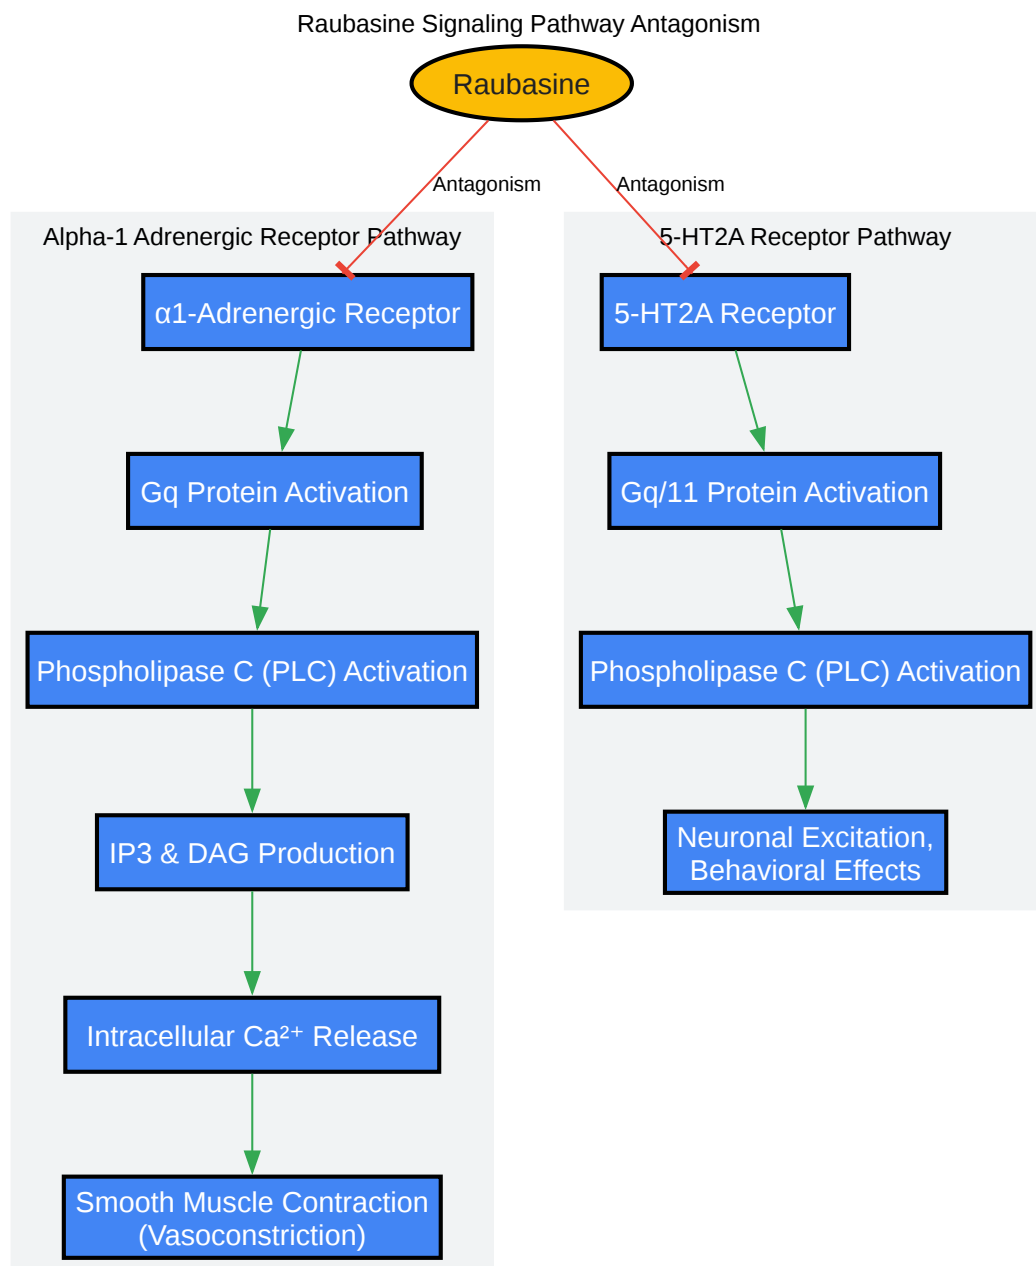 Raubasine Signaling Pathway Antagonism
Raubasine
Antagonism
Antagonism
Alpha-1 Adrenergic Receptor Pathway
α1-Adrenergic Receptor
Gq Protein Activation
Phospholipase C (PLC) Activation
IP3 & DAG Production
Intracellular Ca²⁺ Release
Smooth Muscle Contraction
(Vasoconstriction)
5-HT2A Receptor Pathway
5-HT2A Receptor
Gq/11 Protein Activation
Phospholipase C (PLC) Activation
Neuronal Excitation,
Behavioral Effects